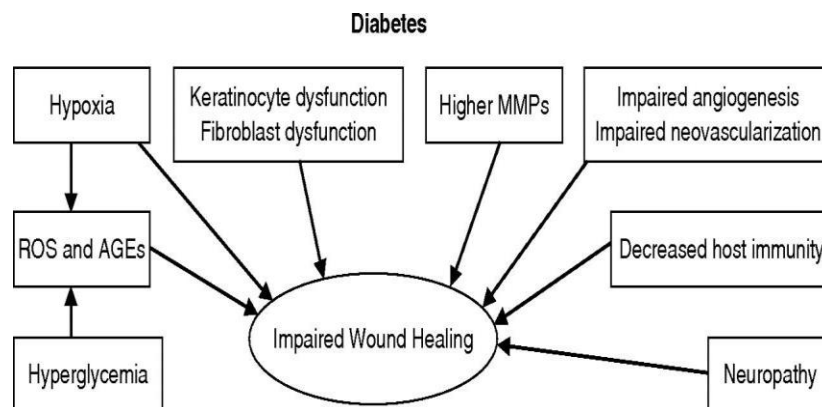 Diabetes
Hypoxia
Keratinocyte dysfunction
Fibroblast dysfunction
Higher MMPs
Impaired angiogenesis
Impaired neovascularization
ROS and AGEs
Decreased host immunity
Impaired Wound Healing
Hyperglycemia
Neuropathy